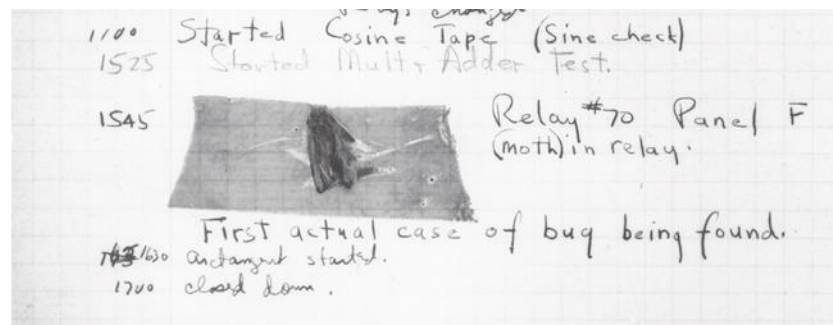 1100 Started Cosine Tape (Sine check)
1525 Started Mult + Adder Test.
1545 Relay #70 Panel F
(moth) in relay.
First actual case of bug being found.
1630 arctangent started.
1700 closed down.